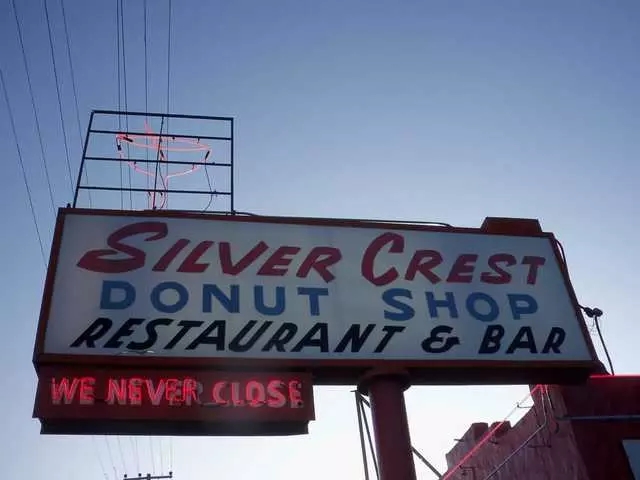 SILVER CREST
DONUT SHOP
RESTAURANT & BAR
WE NEVER CLOSE